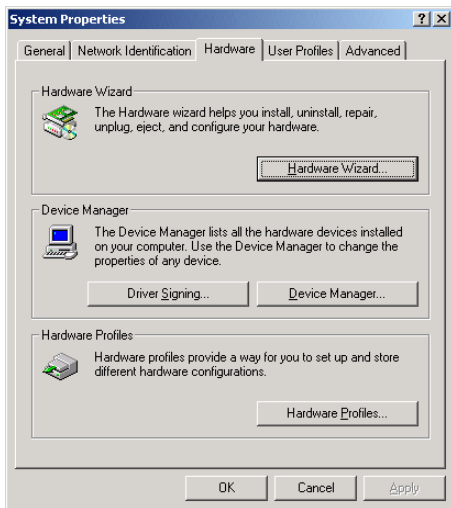 System Properties
General Network Identification Hardware User Profiles Advanced
Hardware Wizard
The Hardware wizard helps you install, uninstall, repair,
unplug, eject, and configure your hardware.
Hardware Wizard...
Device Manager
The Device Manager lists all the hardware devices installed
on your computer. Use the Device Manager to change the
properties of any device.
Driver Signing... Device Manager...
Hardware Profiles
Hardware profiles provide a way for you to set up and store
different hardware configurations.
Hardware Profiles...
OK Cancel Apply